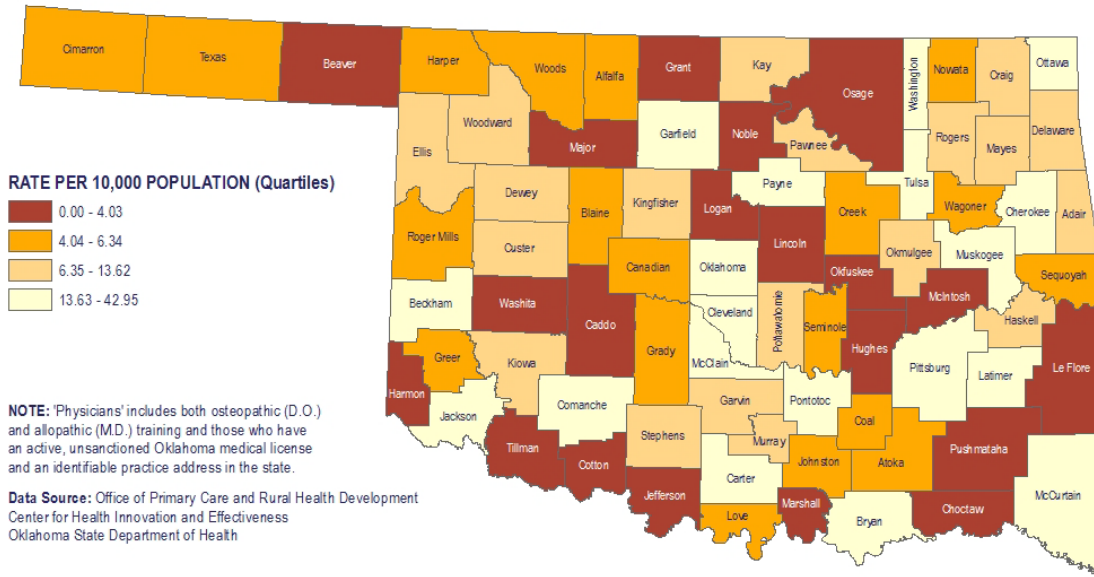 Cimarron
Texas
Beaver
Harper
Woods
Alfalfa
Grant
Kay
Osage
Washington
Nowata
Craig
Ottawa
Woodward
Ellis
Major
Garfield
Noble
Pawnee
Rogers
Mayes
Delaware
RATE PER 10,000 POPULATION (Quartiles)
0.00 - 4.03
4.04 - 6.34
6.35 - 13.62
13.63 - 42.95
Dewey
Blaine
Kingfisher
Logan
Payne
Creek
Tulsa
Wagoner
Cherokee
Adair
Roger Mills
Custer
Canadian
Oklahoma
Lincoln
Okmulgee
Muskogee
Sequoyah
Beckham
Washita
Caddo
Cleveland
Pottawatomie
Okfuskee
McIntosh
Seminole
Hughes
Haskell
Greer
Kiowa
Grady
McClain
Pittsburg
Latimer
Le Flore
Harmon
Jackson
Comanche
Garvin
Pontotoc
Stephens
Murray
Coal
Tillman
Cotton
Jefferson
Carter
Johnston
Atoka
Pushmataha
Love
Marshall
Bryan
Choctaw
McCurtain
NOTE: 'Physicians' includes both osteopathic (D.O.)
and allopathic (M.D.) training and those who have
an active, unsanctioned Oklahoma medical license
and an identifiable practice address in the state.
Data Source: Office of Primary Care and Rural Health Development
Center for Health Innovation and Effectiveness
Oklahoma State Department of Health